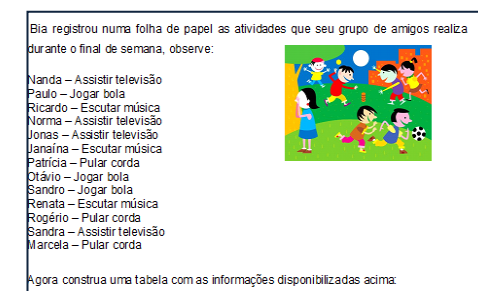 Bia registrou numa folha de papel as atividades que seu grupo de amigos realiza
durante o final de semana, observe:
Nanda – Assistir televisão
Paulo – Jogar bola
Ricardo – Escutar música
Norma – Assistir televisão
Jonas – Assistir televisão
Janaína – Escutar música
Patrícia – Pular corda
Otávio – Jogar bola
Sandro – Jogar bola
Renata – Escutar música
Rogério – Pular corda
Sandra – Assistir televisão
Marcela – Pular corda
Agora construa uma tabela com as informações disponibilizadas acima: